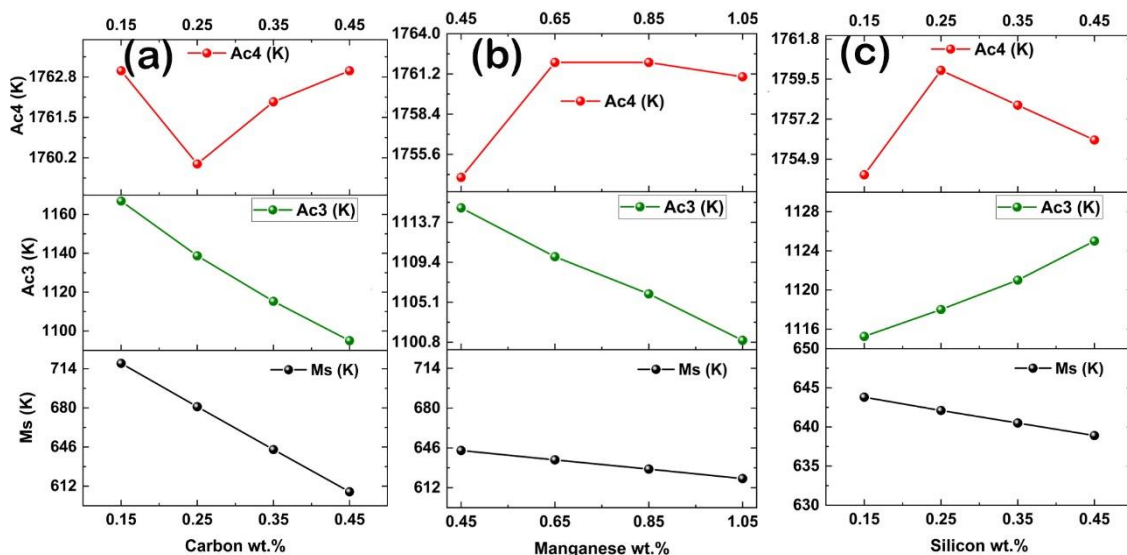 0.15 0.25 0.35 0.45
(a)
Ac4 (K)
1762.8
1761.5
1760.2
Ac4 (K)
Ac3 (K)
1160
1140
1120
1100
Ac3 (K)
Ms (K)
714
680
646
612
Ms (K)
0.15 0.25 0.35 0.45
Carbon wt.%
0.45 0.65 0.85 1.05
(b)
1764.0
1761.2
1758.4
1755.6
Ac4 (K)
Ac3 (K)
1113.7
1109.4
1105.1
1100.8
Ms (K)
714
680
646
612
0.45 0.65 0.85 1.05
Manganese wt.%
0.15 0.25 0.35 0.45
(c)
Ac4 (K)
1761.8
1759.5
1757.2
1754.9
Ac3 (K)
1128
1124
1120
1116
Ms (K)
650
645
640
635
630
0.15 0.25 0.35 0.45
Silicon wt.%